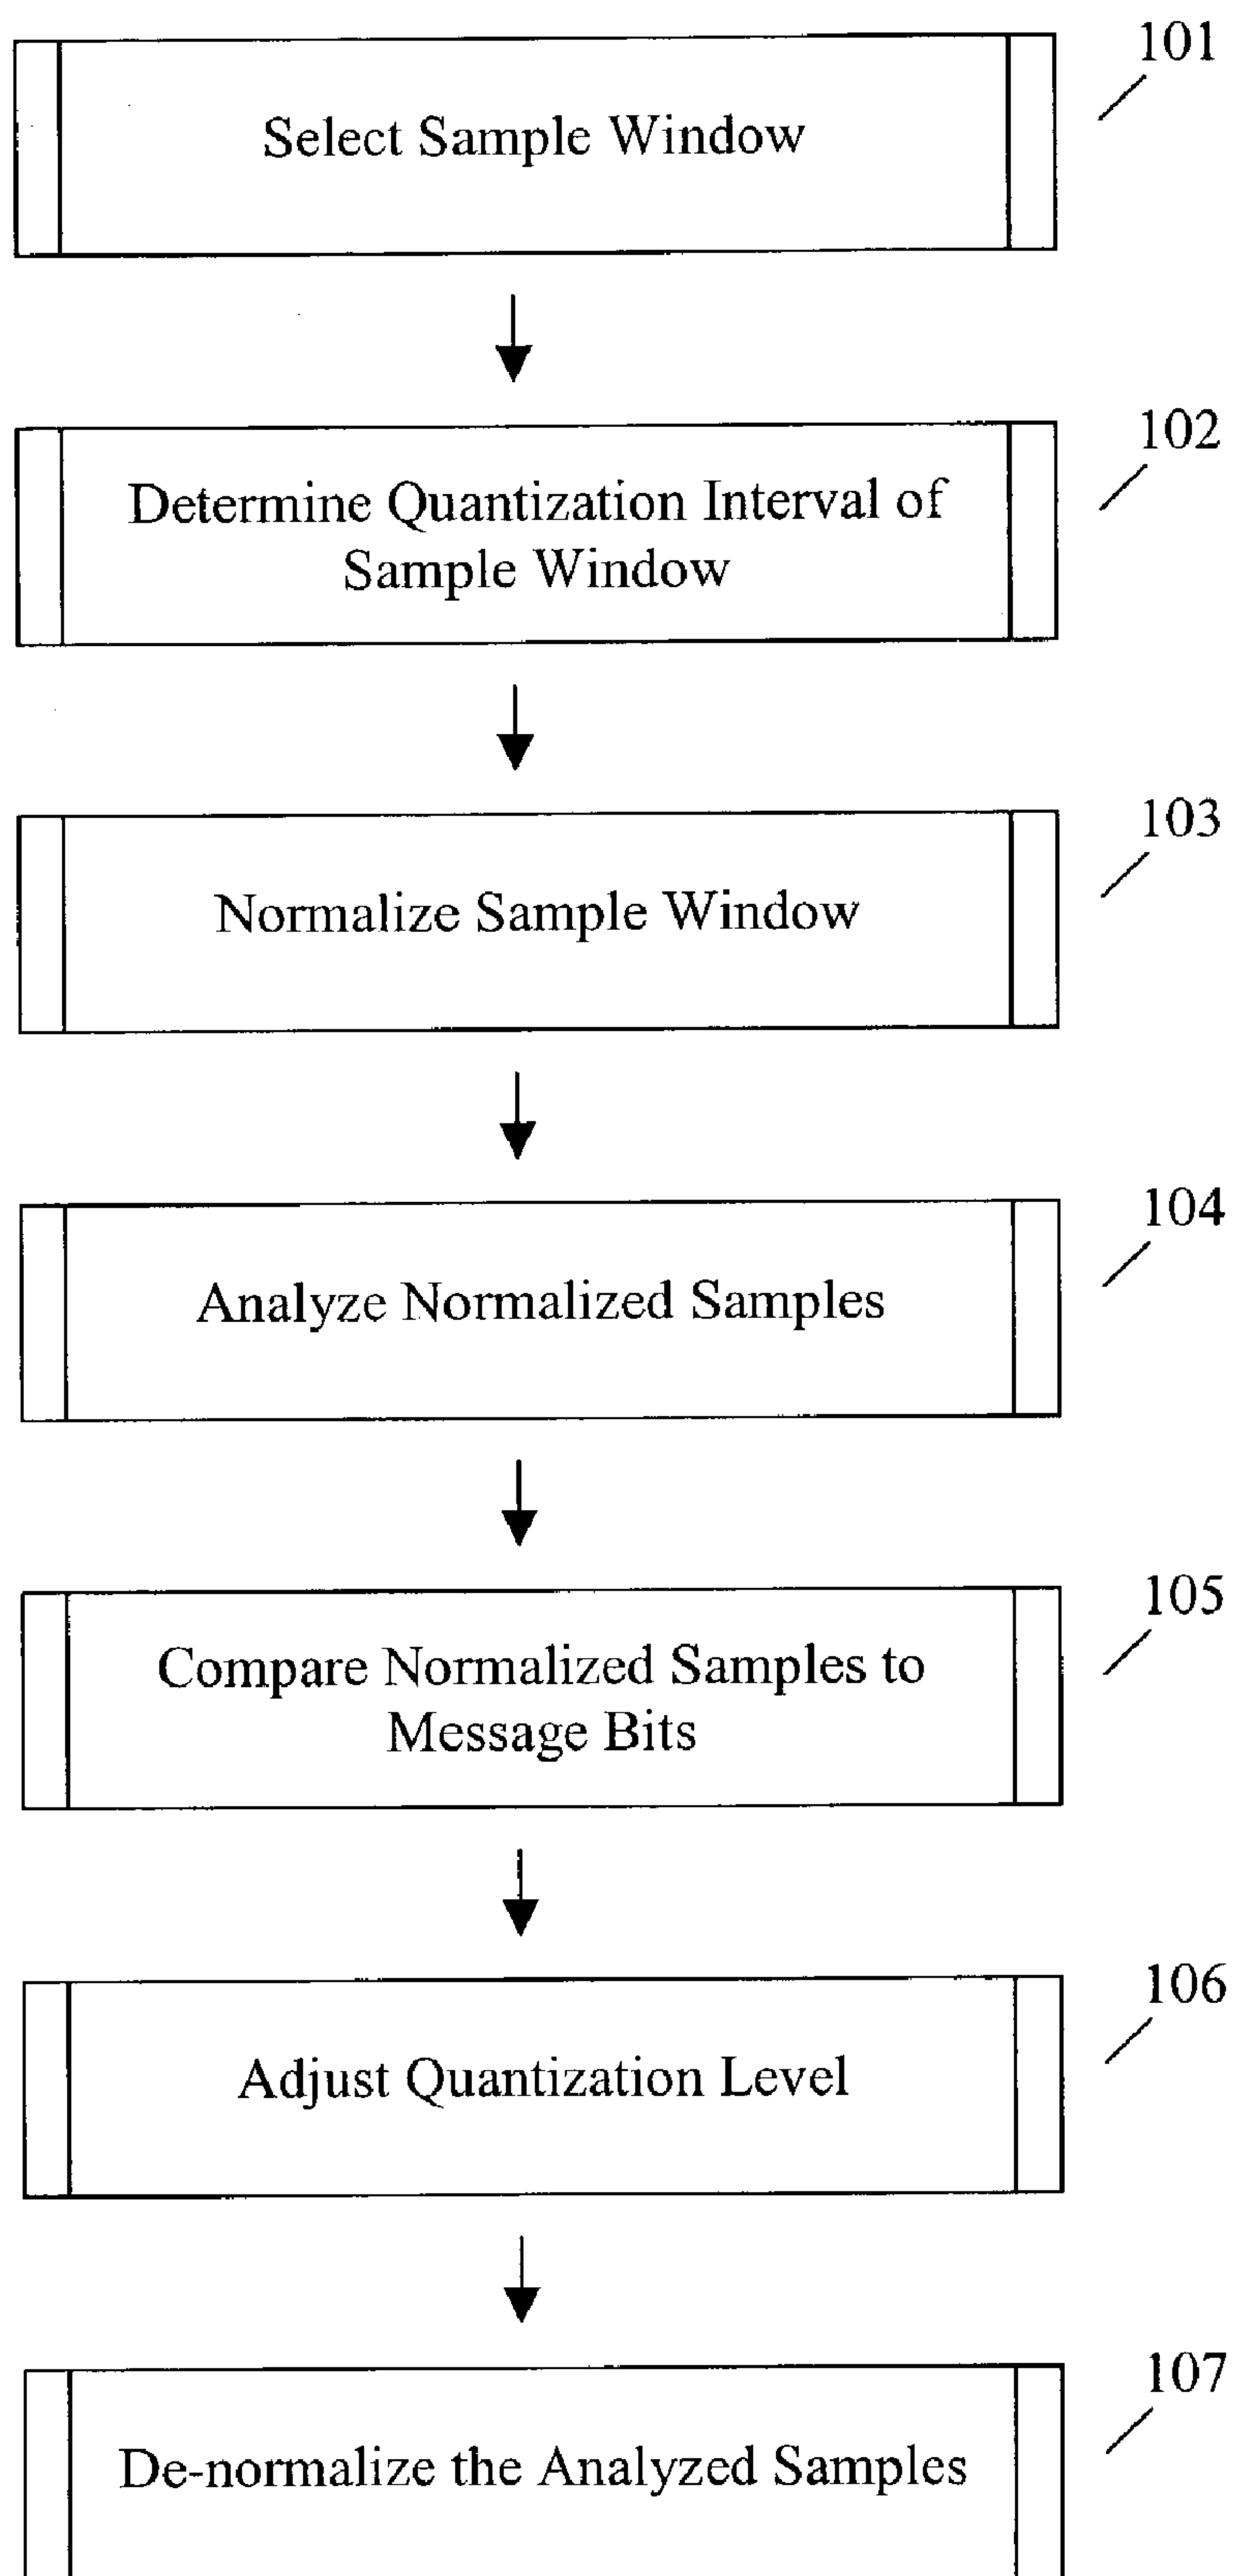 101
Select Sample Window
102
Determine Quantization Interval of
Sample Window
103
Normalize Sample Window
104
Analyze Normalized Samples
105
Compare Normalized Samples to
Message Bits
106
Adjust Quantization Level
107
De-normalize the Analyzed Samples